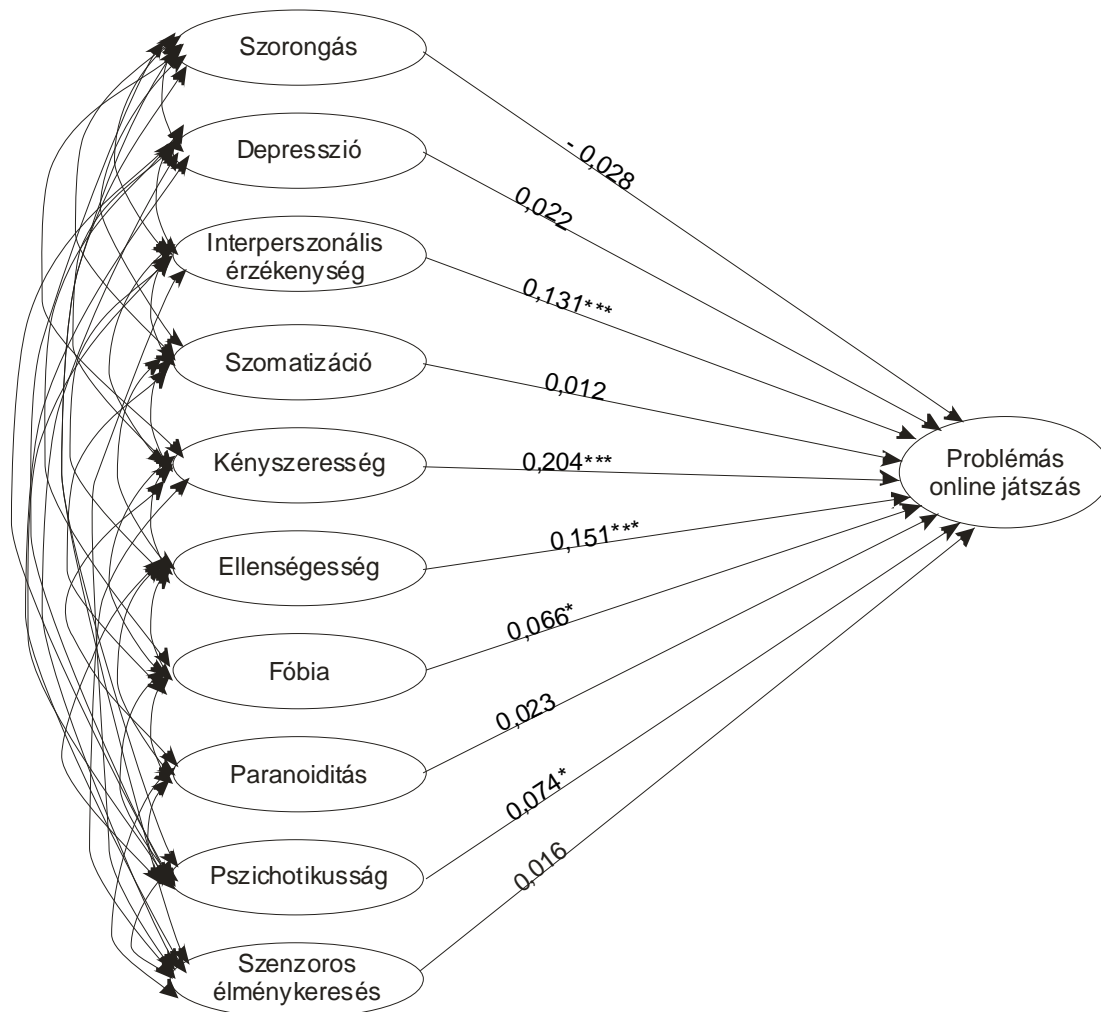 Szorongás
Depresszió
Interperszonális
érzékenység
Szomatizáció
Kényszeresség
Ellenségesség
Fóbia
Paranoiditás
Pszichotikusság
Szenzoros
élménykeresés
- 0,028
0,022
0,131***
0,012
0,204***
0,151***
0,066*
0,023
0,074*
0,016
Problémás
online játszás